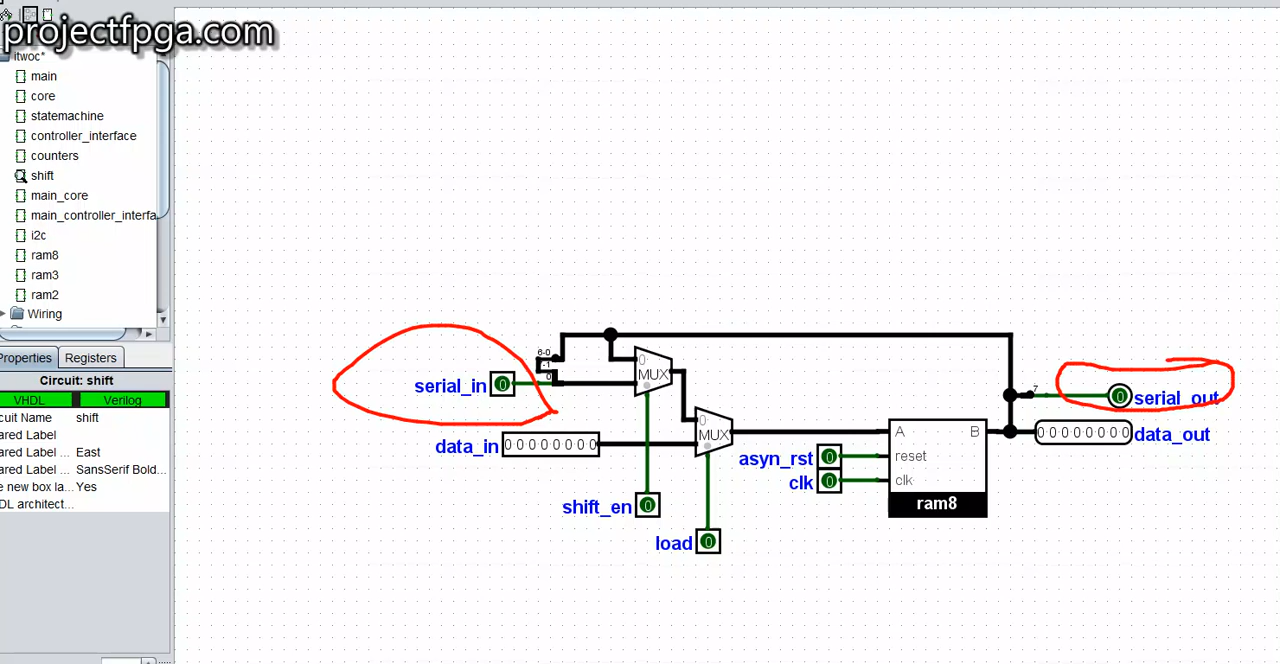 projectfpga.com
itwoc*
main
core
statemachine
controller_interface
counters
shift
main_core
main_controller_interfa
i2c
ram8
ram3
ram2
Wiring
Properties Registers
Circuit: shift
VHDL Verilog
cuit Name shift
ared Label
ared Label ... East
ared Label ... SansSerif Bold...
e new box la... Yes
DL architect...
6-0
-1
0
serial_in 0
0
MUX
data_in 00000000
0
MUX
shift_en 0
load 0
asyn_rst 0
clk 0
A B
reset
clk
ram8
7
0 serial_out
00000000 data_out